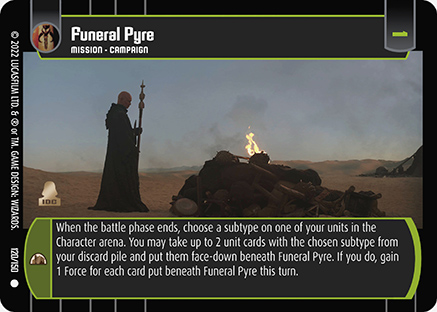 Funeral Pyre
MISSION - CAMPAIGN
100
When the battle phase ends, choose a subtype on one of your units in the
Character arena. You may take up to 2 unit cards with the chosen subtype from
your discard pile and put them face-down beneath Funeral Pyre. If you do, gain
1 Force for each card put beneath Funeral Pyre this turn.
© 2022 LUCASFILM LTD. & ® or TM. GAME DESIGN: WIZARDS.
120/150